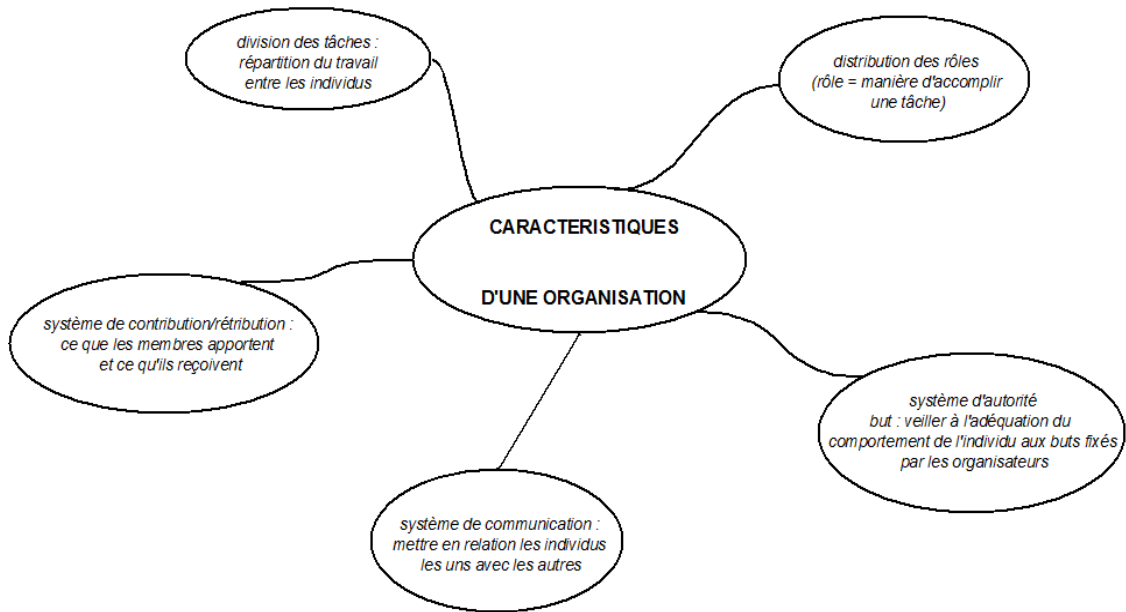 division des tâches :
répartition du travail
entre les individus
distribution des rôles
(rôle = manière d'accomplir
une tâche)
CARACTERISTIQUES
D'UNE ORGANISATION
système de contribution/rétribution :
ce que les membres apportent
et ce qu'ils reçoivent
système d'autorité
but : veiller à l'adéquation du
comportement de l'individu aux buts fixés
par les organisateurs
système de communication :
mettre en relation les individus
les uns avec les autres